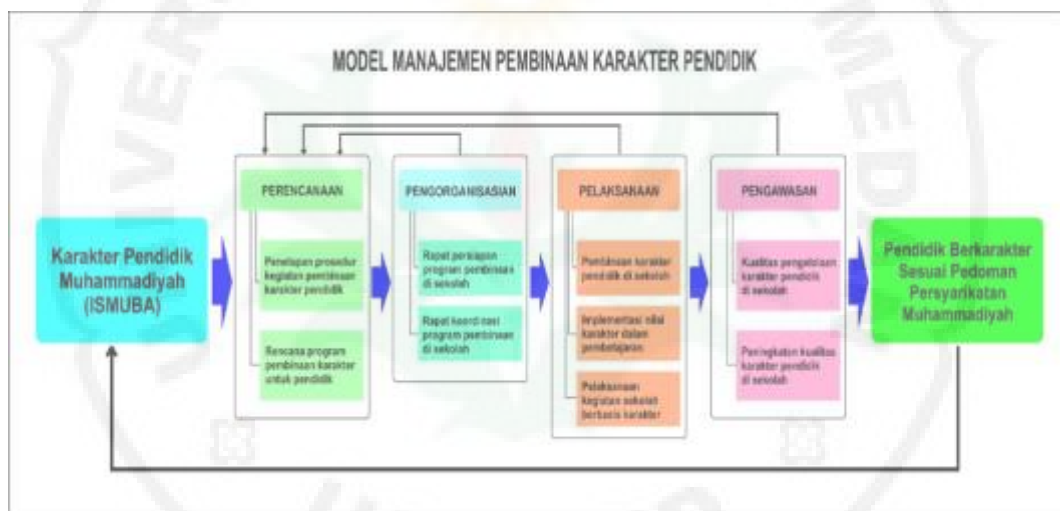 MODEL MANAJEMEN PEMBINAAN KARAKTER PENDIDIK
Karakter Pendidik
Muhammadiyah
(ISMUBA)
PERENCANAAN
Penetapan prosedur
kegiatan pembinaan
karakter pendidik
Rencana program
pembinaan karakter
untuk pendidik
PENGORGANISASIAN
Rapat persiapan
program pembinaan
di sekolah
Rapat koordinasi
program pembinaan
di sekolah
PELAKSANAAN
Pembinaan karakter
pendidik di sekolah
Implementasi nilai
karakter dalam
pembelajaran
Pelaksanaan
kegiatan sekolah
berbasis karakter
PENGAWASAN
Kualitas pengelolaan
karakter pendidik
di sekolah
Peningkatan kualitas
karakter pendidik
di sekolah
Pendidik Berkarakter
Sesuai Pedoman
Persyarikatan
Muhammadiyah